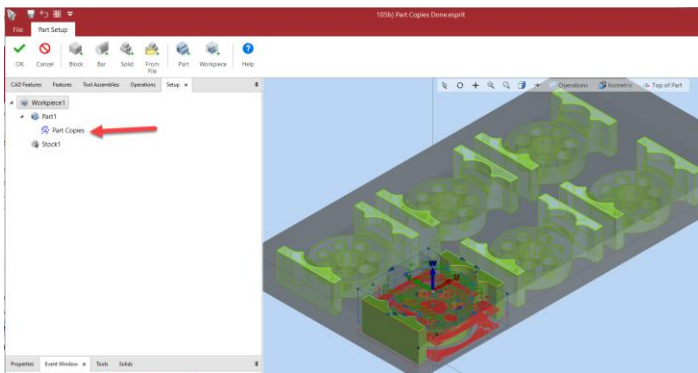 105b) Part Copies Done.esprit
File Part Setup
OK Cancel Block Bar Solid From File Part Workpiece Help
CAD Features Features Tool Assemblies Operations Setup
Operations Isometric Top of Part
Workpiece1
Part1
Part Copies
Stock1
W
U
Properties Event Window Tools Solids